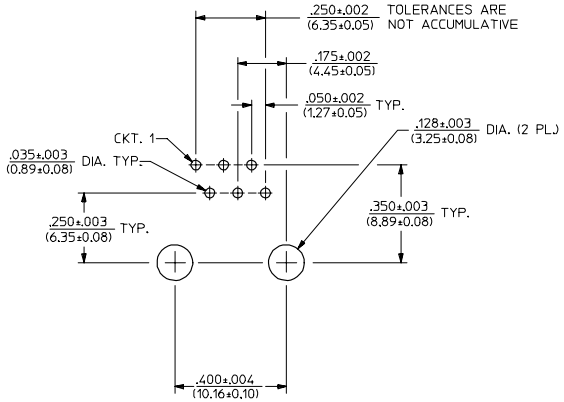 .250±.002 TOLERANCES ARE
(6.35±0.05) NOT ACCUMULATIVE
.175±.002
(4.45±0.05)
.050±.002 TYP.
(1.27±0.05)
CKT. 1
.128±.003 DIA. (2 PL.)
(3.25±0.08)
.035±.003 DIA. TYP.
(0.89±0.08)
.250±.003 TYP.
(6.35±0.08)
.350±.003 TYP.
(8.89±0.08)
.400±.004
(10.16±0.10)